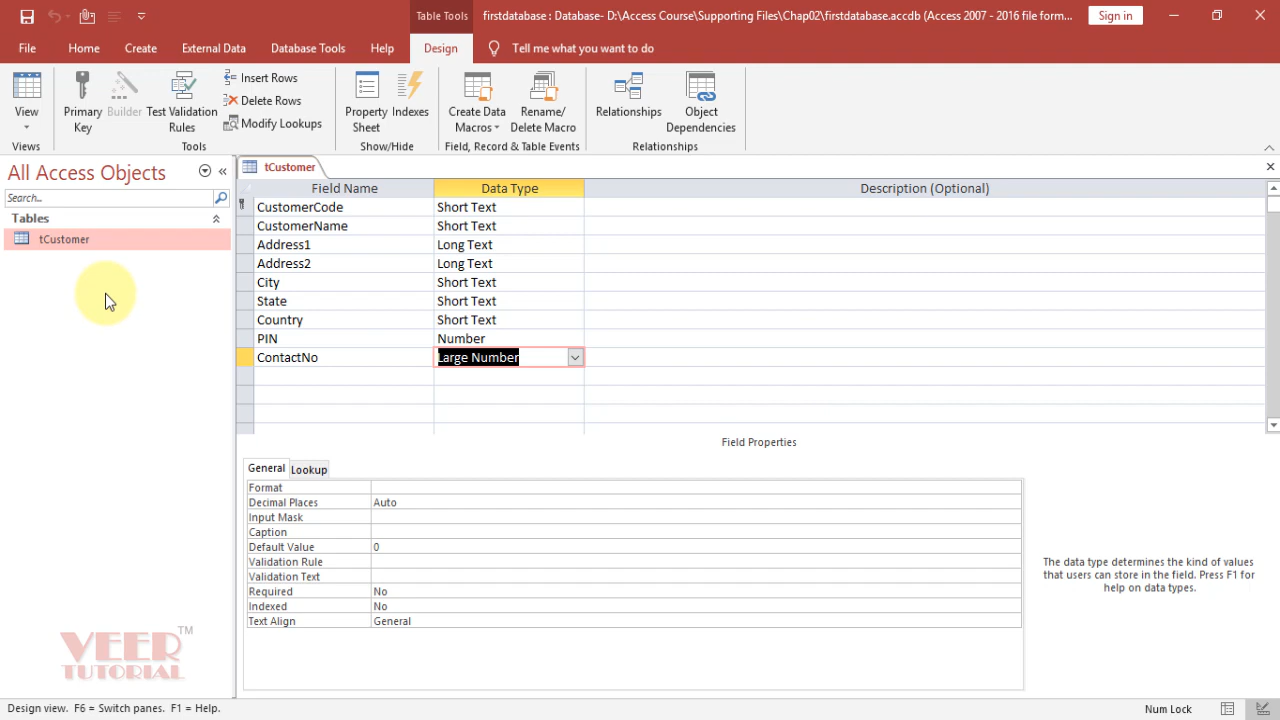 Table Tools
firstdatabase : Database- D:\Access Course\Supporting Files\Chap02\firstdatabase.accdb (Access 2007 - 2016 file form...
Sign in
File
Home
Create
External Data
Database Tools
Help
Design
Tell me what you want to do
View
Primary
Key
Builder
Test Validation
Rules
Insert Rows
Delete Rows
Modify Lookups
Property
Sheet
Indexes
Create Data
Macros
Rename/
Delete Macro
Relationships
Object
Dependencies
Views
Tools
Show/Hide
Field, Record & Table Events
Relationships
All Access Objects
Search...
Tables
tCustomer
tCustomer
Field Name Data Type Description (Optional)
CustomerCode Short Text
CustomerName Short Text
Address1 Long Text
Address2 Long Text
City Short Text
State Short Text
Country Short Text
PIN Number
ContactNo Large Number
Field Properties
General Lookup
Format
Decimal Places Auto
Input Mask
Caption
Default Value 0
Validation Rule
Validation Text
Required No
Indexed No
Text Align General
The data type determines the kind of values
that users can store in the field. Press F1 for
help on data types.
VEER TM
TUTORIAL
Design view. F6 = Switch panes. F1 = Help.
Num Lock